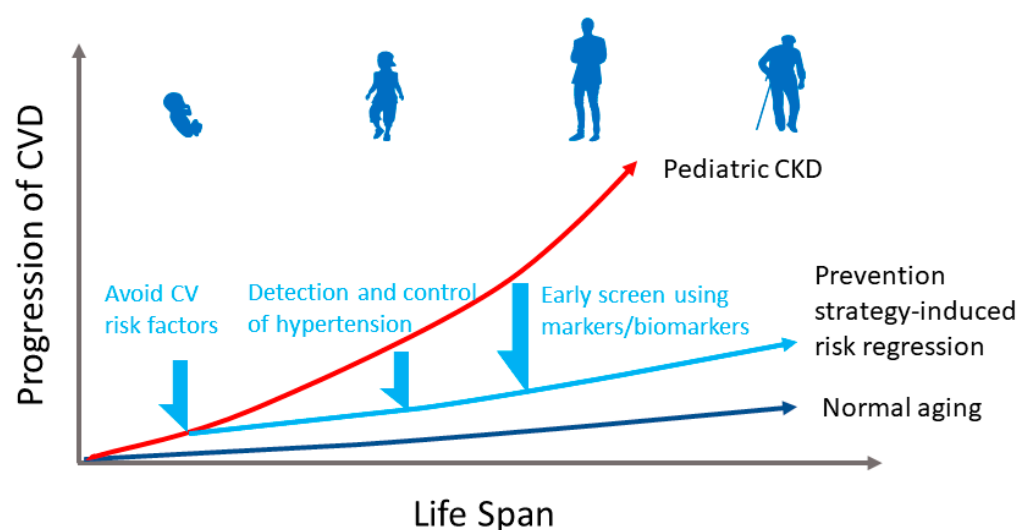 Progression of CVD
Pediatric CKD
Avoid CV
risk factors
Detection and control
of hypertension
Early screen using
markers/biomarkers
Prevention
strategy-induced
risk regression
Normal aging
Life Span